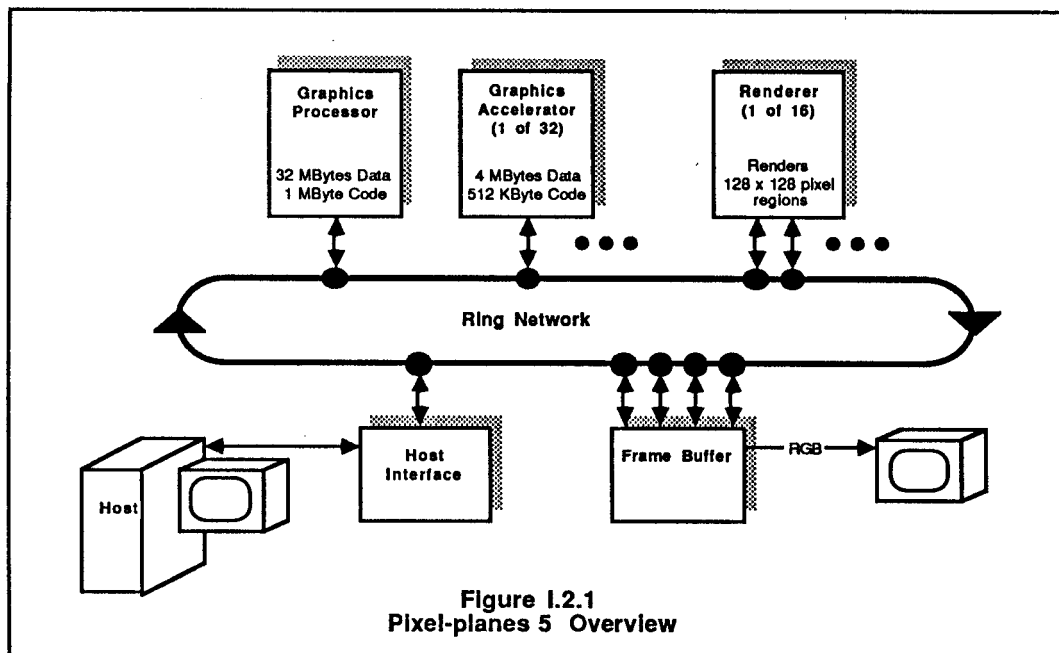 Graphics
Processor
32 MBytes Data
1 MByte Code
Graphics
Accelerator
(1 of 32)
4 MBytes Data
512 KByte Code
Renderer
(1 of 16)
Renders
128 x 128 pixel
regions
Ring Network
Host
Host
Interface
Frame Buffer
RGB
Figure I.2.1
Pixel-planes 5 Overview